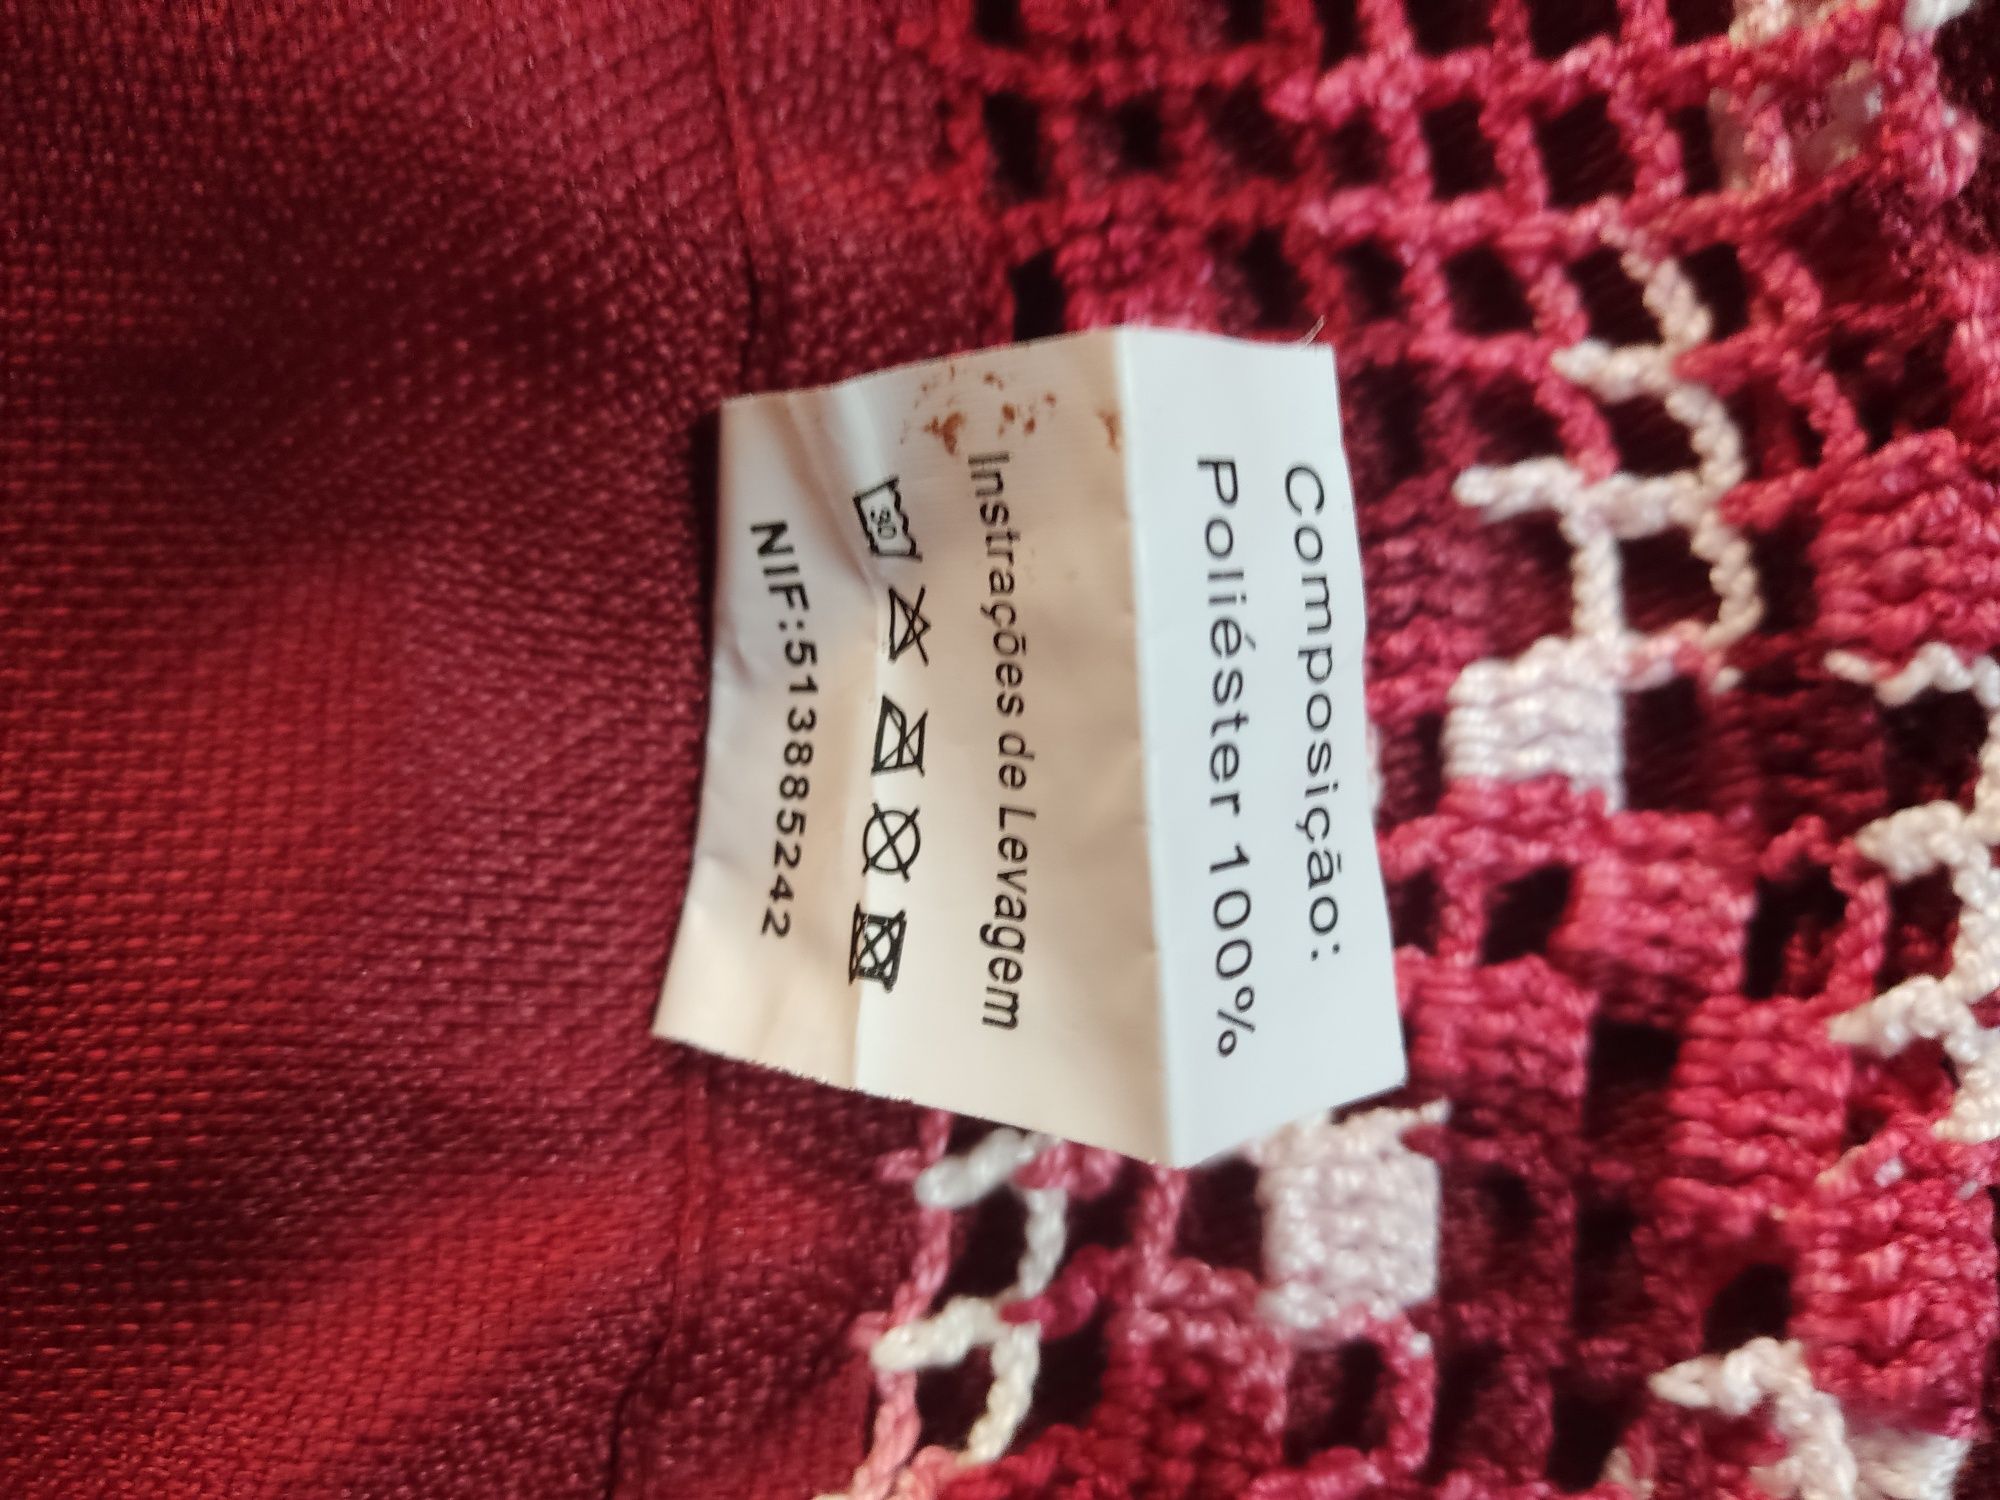 Composição:
Poliéster 100%
Instrações de Levagem
30
NIF:513885242